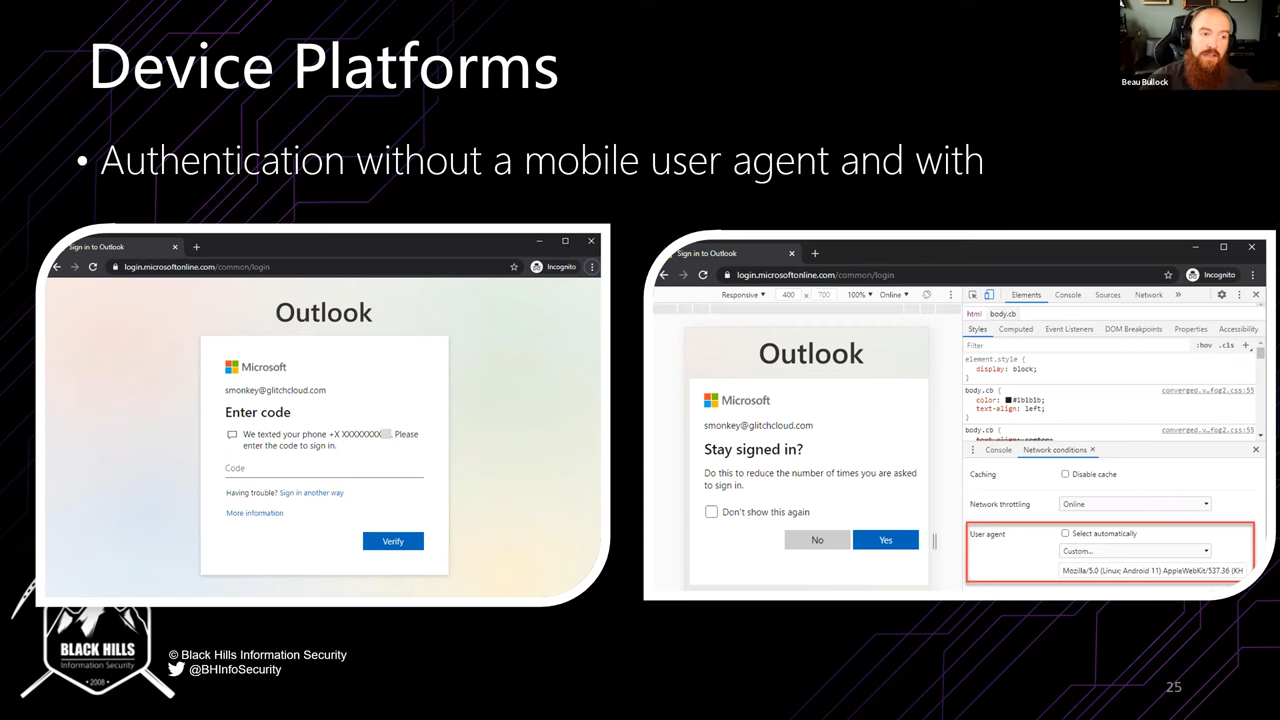 Device Platforms
Beau Bullock
• Authentication without a mobile user agent and with
Sign in to Outlook
login.microsoftonline.com/common/login
Incognito
Outlook
Microsoft
smonkey@glitchcloud.com
Enter code
We texted your phone +X XXXXXXXX. Please
enter the code to sign in.
Code
Having trouble? Sign in another way
More information
Verify
Sign in to Outlook
login.microsoftonline.com/common/login
Incognito
Responsive 400 x 700 100% Online
Outlook
Microsoft
smonkey@glitchcloud.com
Stay signed in?
Do this to reduce the number of times you are asked
to sign in.
Don't show this again
No Yes
Elements Console Sources Network »
html body.cb
Styles Computed Event Listeners DOM Breakpoints Properties Accessibility
Filter :hov .cls +
element.style {
display: block;
}
body.cb { converged.v…fog2.css:55
color: #1b1b1b;
text-align: left;
}
body.cb { converged.v…fog2.css:55
Console Network conditions
Caching Disable cache
Network throttling Online
User agent Select automatically
Custom...
Mozilla/5.0 (Linux; Android 11) AppleWebKit/537.36 (KH
BLACK HILLS
Information Security
• 2008 •
© Black Hills Information Security
@BHInfoSecurity
25